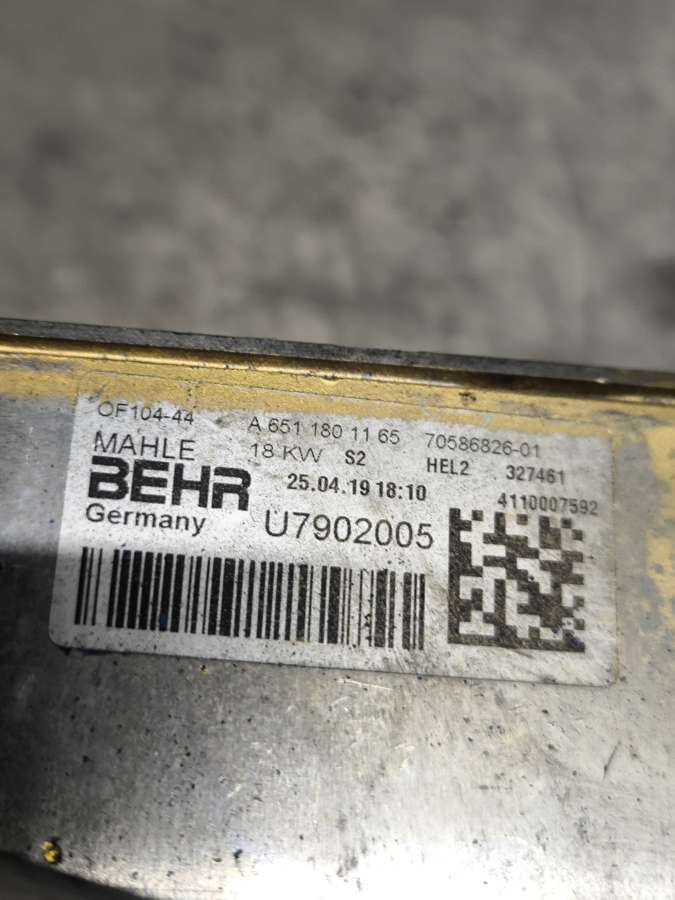 OF104-44 A 651 180 11 65 70586826-01
MAHLE 18 KW S2 HEL2 327461
BEHR 25.04.19 18:10 4110007592
Germany U7902005